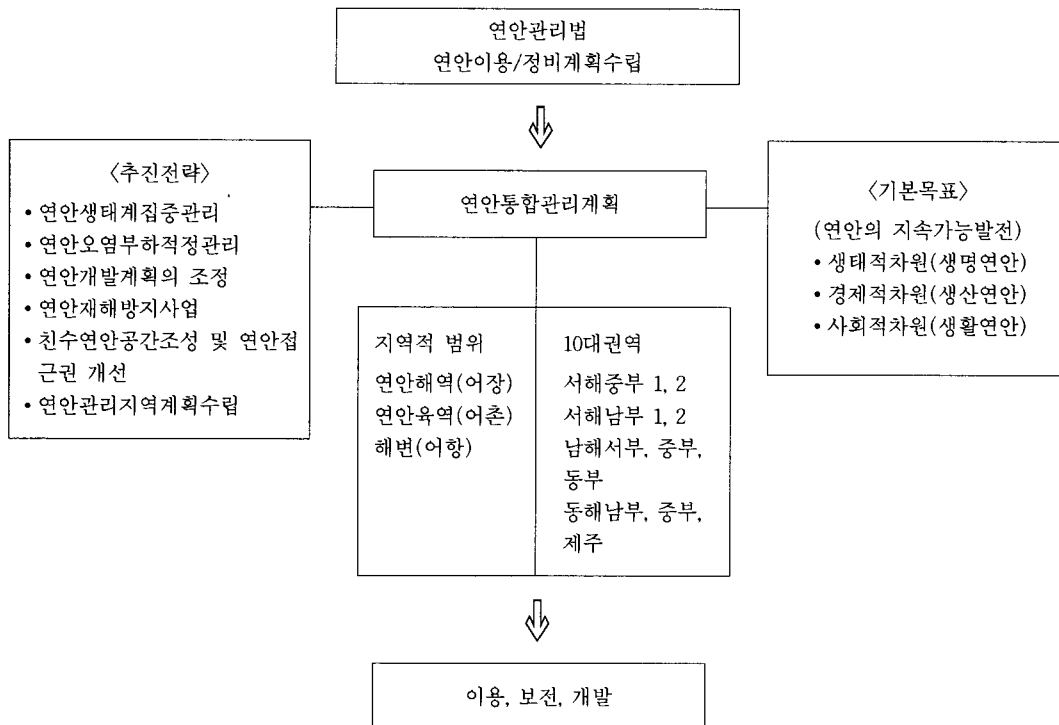 연안관리법
연안이용/정비계획수립
〈추진전략〉
• 연안생태계집중관리
• 연안오염부하적정관리
• 연안개발계획의 조정
• 연안재해방지사업
• 친수연안공간조성 및 연안접
근권 개선
• 연안관리지역계획수립
연안통합관리계획
〈기본목표〉
(연안의 지속가능발전)
• 생태적차원(생명연안)
• 경제적차원(생산연안)
• 사회적차원(생활연안)
지역적 범위
연안해역(어장)
연안육역(어촌)
해변(어항)
10대권역
서해중부 1, 2
서해남부 1, 2
남해서부, 중부,
동부
동해남부, 중부,
제주
이용, 보전, 개발